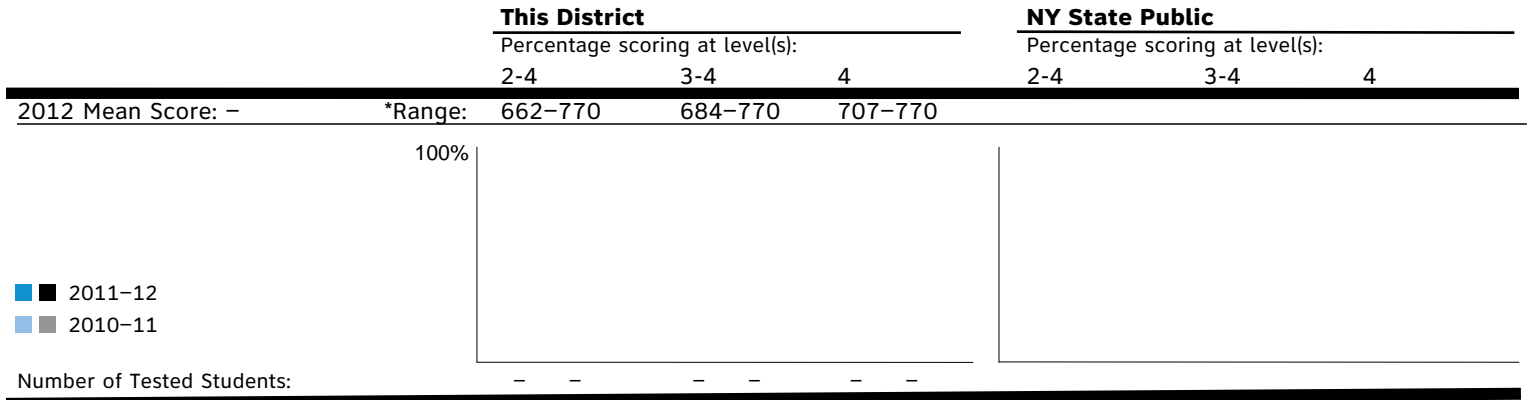 This District NY State Public
Percentage scoring at level(s): Percentage scoring at level(s):
2-4 3-4 4 2-4 3-4 4
2012 Mean Score: – *Range: 662–770 684–770 707–770
100%
2011–12
2010–11
Number of Tested Students: – – – – – –